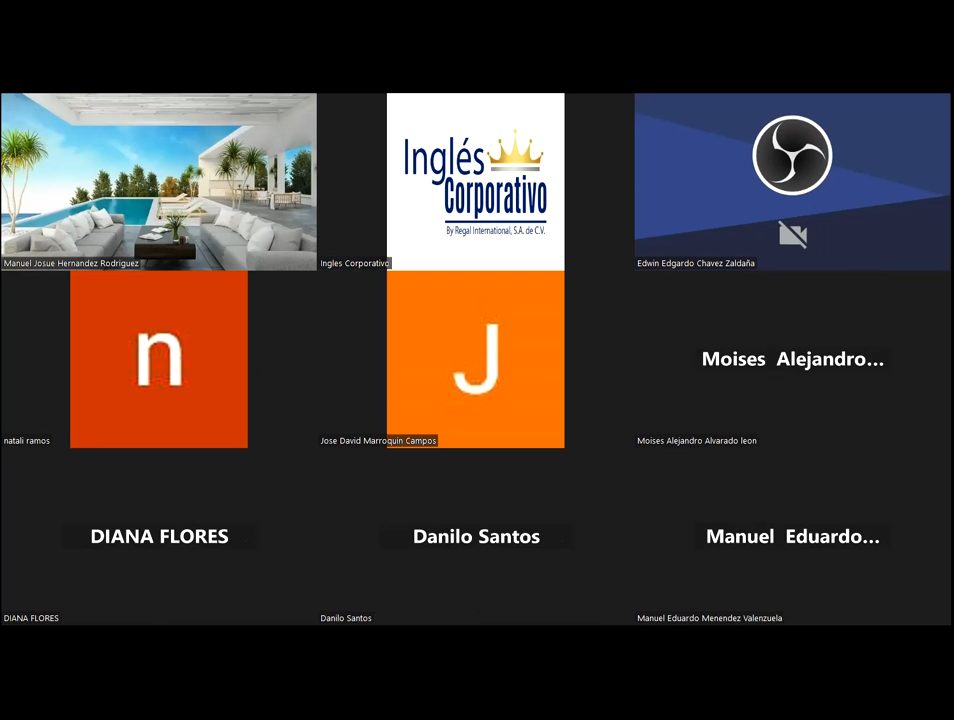 Inglés
Corporativo
By Regal International, S.A. de C.V.
Manuel Josue Hernandez Rodriguez
Ingles Corporativo
Edwin Edgardo Chavez Zaldaña
n
J
Moises Alejandro...
natali ramos
Jose David Marroquin Campos
Moises Alejandro Alvarado leon
DIANA FLORES
Danilo Santos
Manuel Eduardo...
DIANA FLORES
Danilo Santos
Manuel Eduardo Menendez Valenzuela